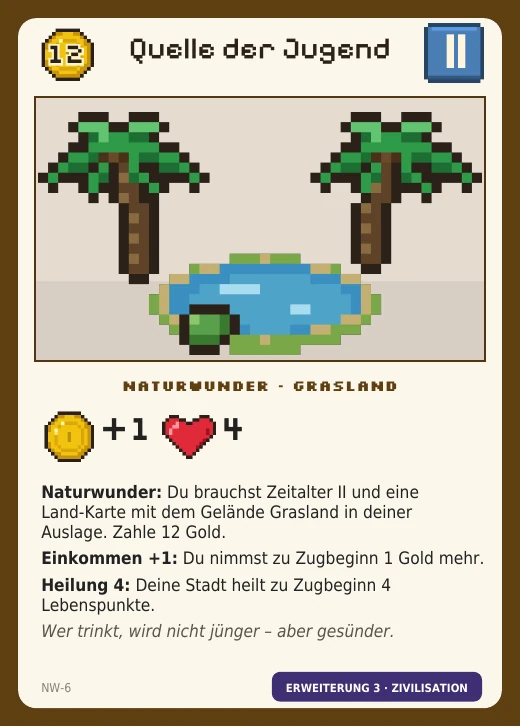 12
Quelle der Jugend
II
NATURWUNDER - GRASLAND
+1
4
Naturwunder: Du brauchst Zeitalter II und eine
Land-Karte mit dem Gelände Grasland in deiner
Auslage. Zahle 12 Gold.
Einkommen +1: Du nimmst zu Zugbeginn 1 Gold mehr.
Heilung 4: Deine Stadt heilt zu Zugbeginn 4
Lebenspunkte.
Wer trinkt, wird nicht jünger – aber gesünder.
NW-6
ERWEITERUNG 3 · ZIVILISATION